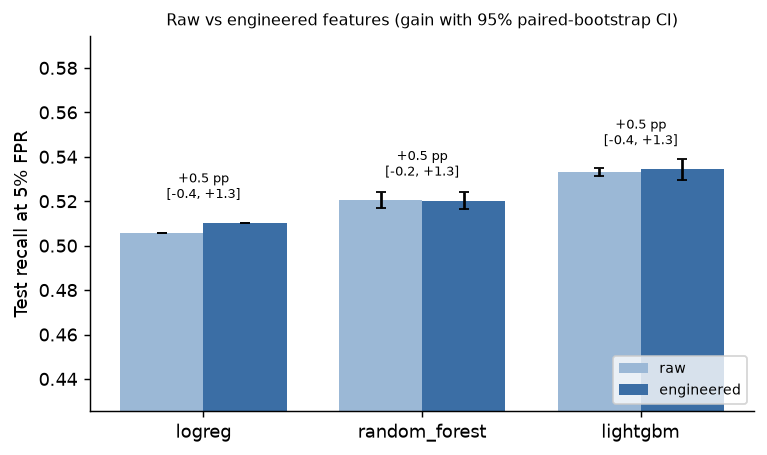 Raw vs engineered features (gain with 95% paired-bootstrap CI)
Test recall at 5% FPR
0.58
0.56
0.54
0.52
0.50
0.48
0.46
0.44
+0.5 pp
[-0.4, +1.3]
+0.5 pp
[-0.2, +1.3]
+0.5 pp
[-0.4, +1.3]
raw
engineered
logreg
random_forest
lightgbm